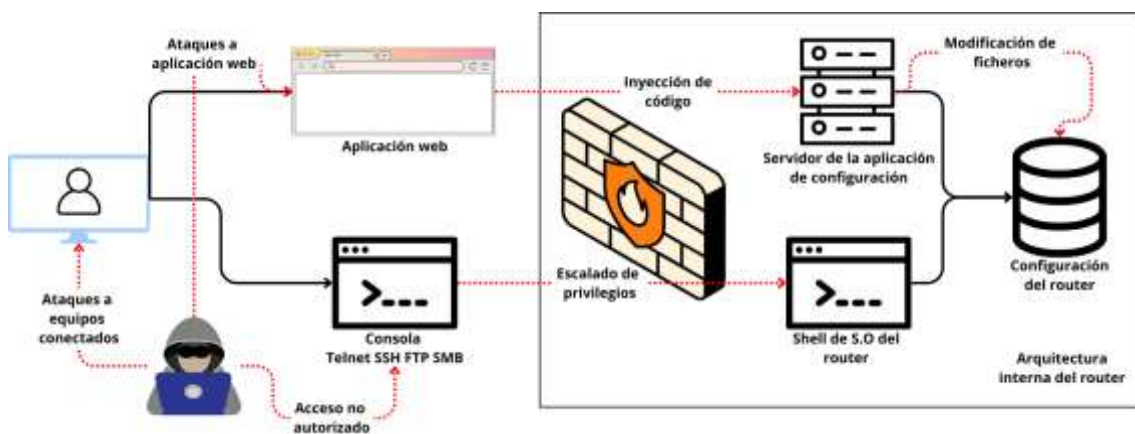 Ataques a
aplicación web
Aplicación web
Inyección de
código
Modificación de
ficheros
Servidor de la aplicación
de configuración
Configuración
del router
Escalado de
privilegios
Ataques a
equipos
conectados
Consola
Telnet SSH FTP SMB
Shell de S.O del
router
Acceso no
autorizado
Arquitectura
interna del router